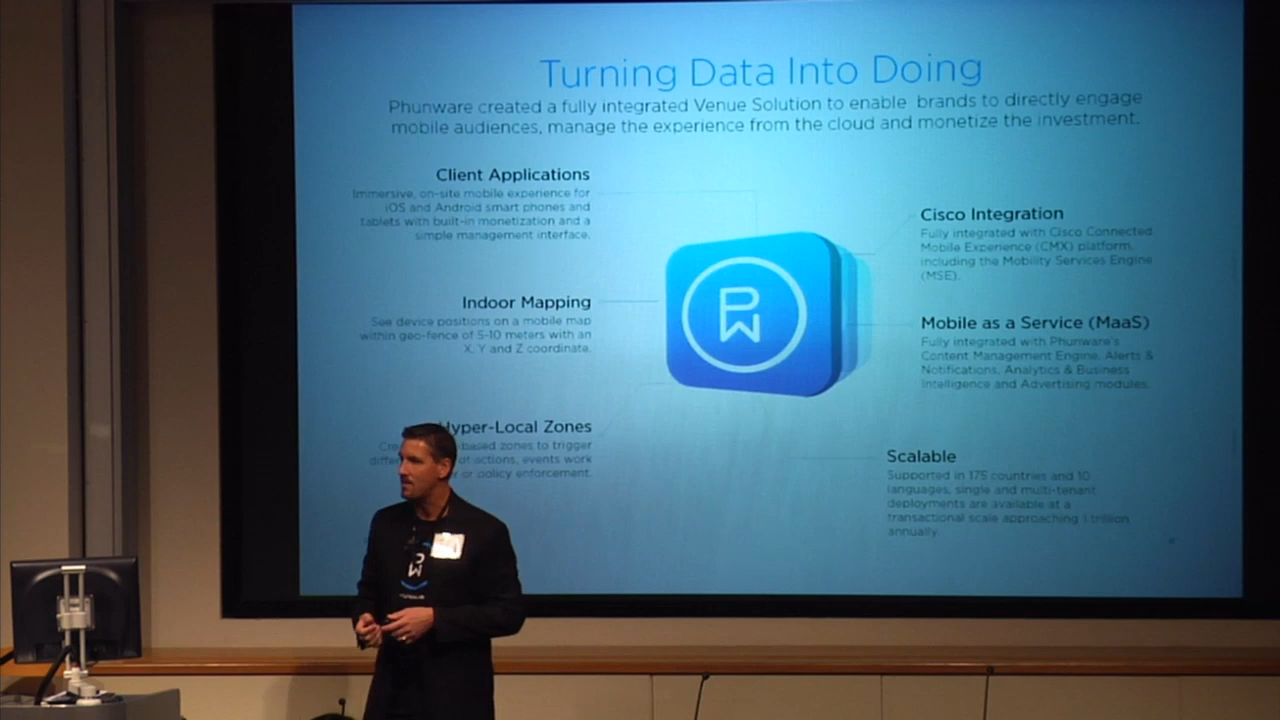 Turning Data Into Doing
Phunware created a fully integrated Venue Solution to enable brands to directly engage
mobile audiences, manage the experience from the cloud and monetize the investment.
Client Applications
Immersive, on-site mobile experience for
iOS and Android smart phones and
tablets with built-in monetization and a
simple management interface.
Indoor Mapping
See device positions on a mobile map
within geo-fence of 5-10 meters with an
X, Y and Z coordinate.
Hyper-Local Zones
based zones to trigger
actions, events work
or policy enforcement.
PW
Cisco Integration
Fully integrated with Cisco Connected
Mobile Experience (CMX) platform,
including the Mobility Services Engine
(MSE).
Mobile as a Service (MaaS)
Fully integrated with Phunware's
Content Management Engine, Alerts &
Notifications, Analytics & Business
Intelligence and Advertising modules.
Scalable
Supported in 175 countries and 10
languages, single and multi-tenant
deployments are available at a
transactional scale approaching 1 trillion
annually.
PW